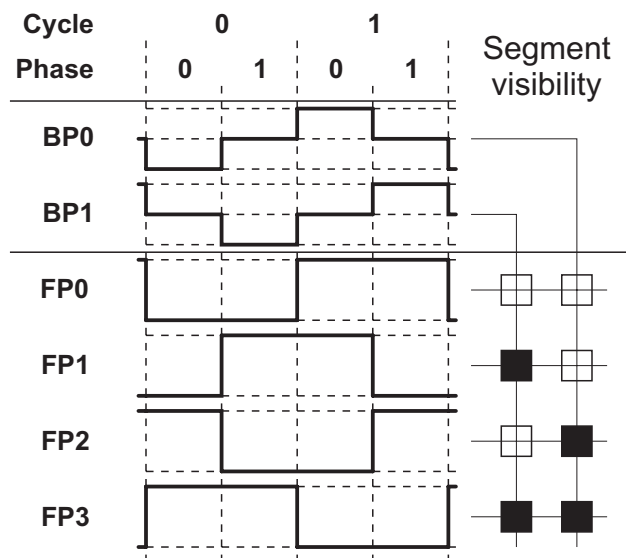 Cycle 0 1
Phase 0 1 0 1
Segment
visibility
BP0
BP1
FP0
FP1
FP2
FP3